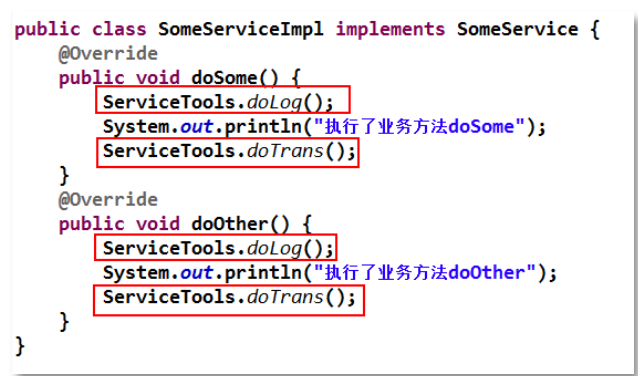 public class SomeServiceImpl implements SomeService {
@Override
public void doSome() {
ServiceTools.doLog();
System.out.println("执行了业务方法doSome");
ServiceTools.doTrans();
}
@Override
public void doOther() {
ServiceTools.doLog();
System.out.println("执行了业务方法doOther");
ServiceTools.doTrans();
}
}